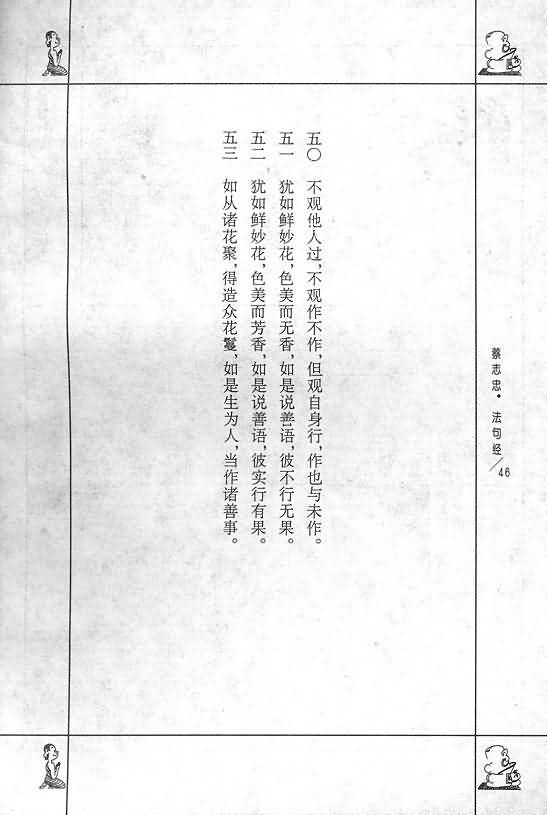 五〇 不观他人过，不观作不作，但观自身行，作也与未作。
五一 犹如鲜妙花，色美而无香，如是说善语，彼不行无果。
五二 犹如鲜妙花，色美而芳香，如是说善语，彼实行有果。
五三 如从诸花聚，得造众花鬘，如是生为人，当作诸善事。
蔡志忠·法句经/46